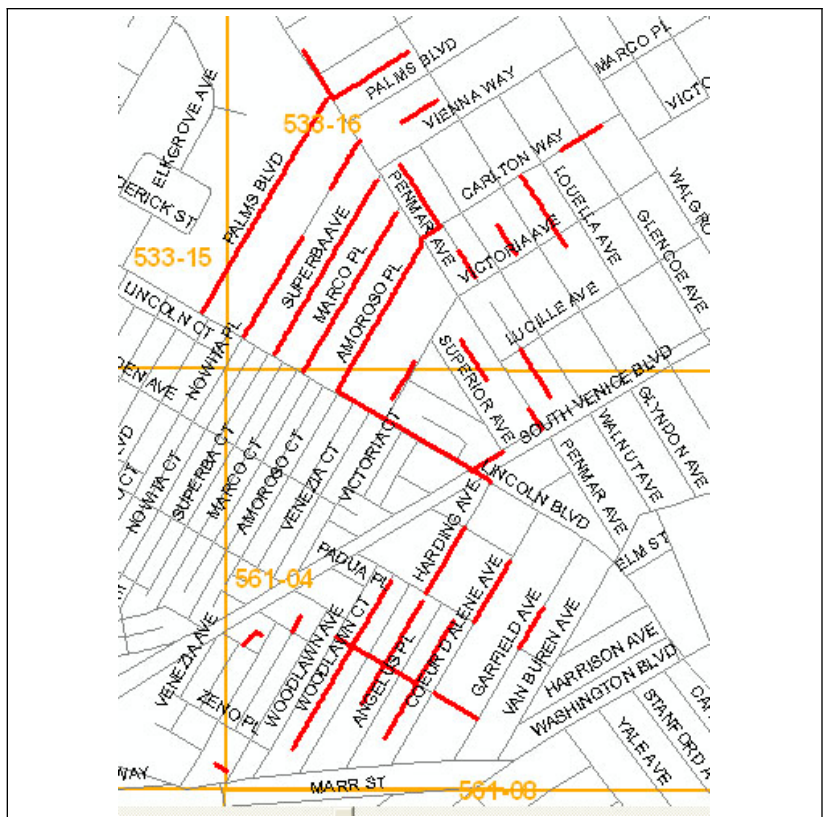 PALMS BLVD
MARCO PL
VICTO
VIENNA WAY
ELKGROVE AVE
533-16
CARLTON WAY
LOUELLA AVE
WALGRO
DERICK ST
PALMS BLVD
PENMAR AVE
GLENCOE AVE
SUPERBA AVE
MARCO PL
VICTORIA AVE
533-15
AMOROSO PL
LINCOLN CT
LUCILLE AVE
NOWITA PL
SUPERIOR AVE
SOUTH VENICE BLVD
DEN AVE
GLYNDON AVE
LVD
CT
NOWITA CT
SUPERBA CT
MARCO CT
AMOROSO CT
VENEZIA CT
VICTORIA CT
WALNUT AVE
PENMAR AVE
LINCOLN BLVD
HARDING AVE
ELM ST
PADUA PL
561-04
COEUR D'ALENE AVE
GARFIELD AVE
VAN BUREN AVE
VENEZIA AVE
WOODLAWN AVE
WOODLAWN CT
ANGELUS PL
HARRISON AVE
WASHINGTON BLVD
ZENO PL
STANFORD A
YALE AVE
WAY
MARR ST
561-08